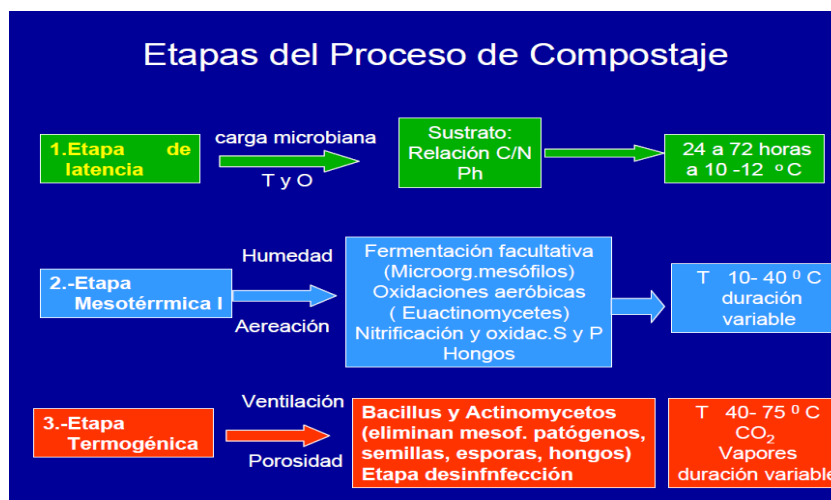 Etapas del Proceso de Compostaje
1.Etapa de
latencia
carga microbiana
T y O
Sustrato:
Relación C/N
Ph
24 a 72 horas
a 10 -12 º C
2.-Etapa
Mesotérrmica I
Humedad
Aereación
Fermentación facultativa
(Microorg.mesófilos)
Oxidaciones aeróbicas
( Euactinomycetes)
Nitrificación y oxidac.S y P
Hongos
T 10- 40 ⁰ C
duración
variable
3.-Etapa
Termogénica
Ventilación
Porosidad
Bacillus y Actinomycetos
(eliminan mesof. patógenos,
semillas, esporas, hongos)
Etapa desinfnfección
T 40- 75 ⁰ C
CO₂
Vapores
duración variable